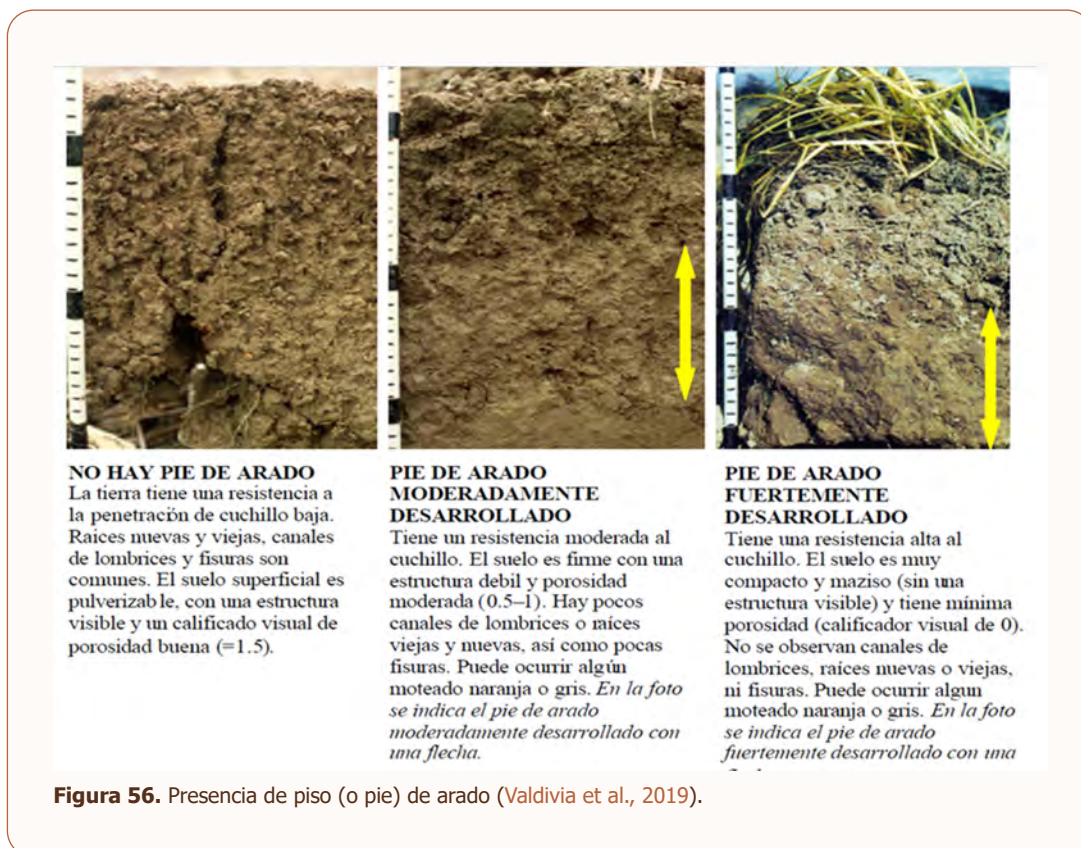 NO HAY PIE DE ARADO
La tierra tiene una resistencia a
la penetración de cuchillo baja.
Raices nuevas y viejas, canales
de lombrices y fisuras son
comunes. El suelo superficial es
pulverizable, con una estructura
visible y un calificado visual de
porosidad buena (=1.5).
PIE DE ARADO
MODERADAMENTE
DESARROLLADO
Tiene un resistencia moderada al
cuchillo. El suelo es firme con una
estructura debil y porosidad
moderada (0.5–1). Hay pocos
canales de lombrices o raíces
viejas y nuevas, así como pocas
fisuras. Puede ocurrir algún
moteado naranja o gris. En la foto
se indica el pie de arado
moderadamente desarrollado con
una flecha.
PIE DE ARADO
FUERTEMENTE
DESARROLLADO
Tiene una resistencia alta al
cuchillo. El suelo es muy
compacto y maziso (sin una
estructura visible) y tiene mínima
porosidad (calificador visual de 0).
No se observan canales de
lombrices, raíces nuevas o viejas,
ni fisuras. Puede ocurrir algun
moteado naranja o gris. En la foto
se indica el pie de arado
fuertemente desarrollado con una
Figura 56. Presencia de piso (o pie) de arado (Valdivia et al., 2019).